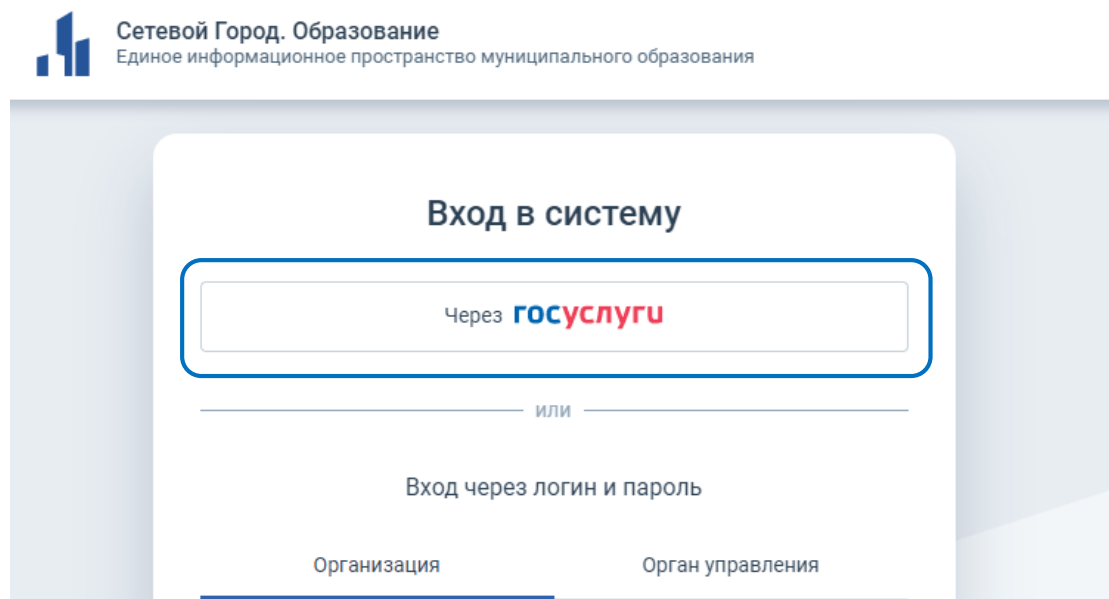 Сетевой Город. Образование
Единое информационное пространство муниципального образования
Вход в систему
Через госуслуги
или
Вход через логин и пароль
Организация Орган управления